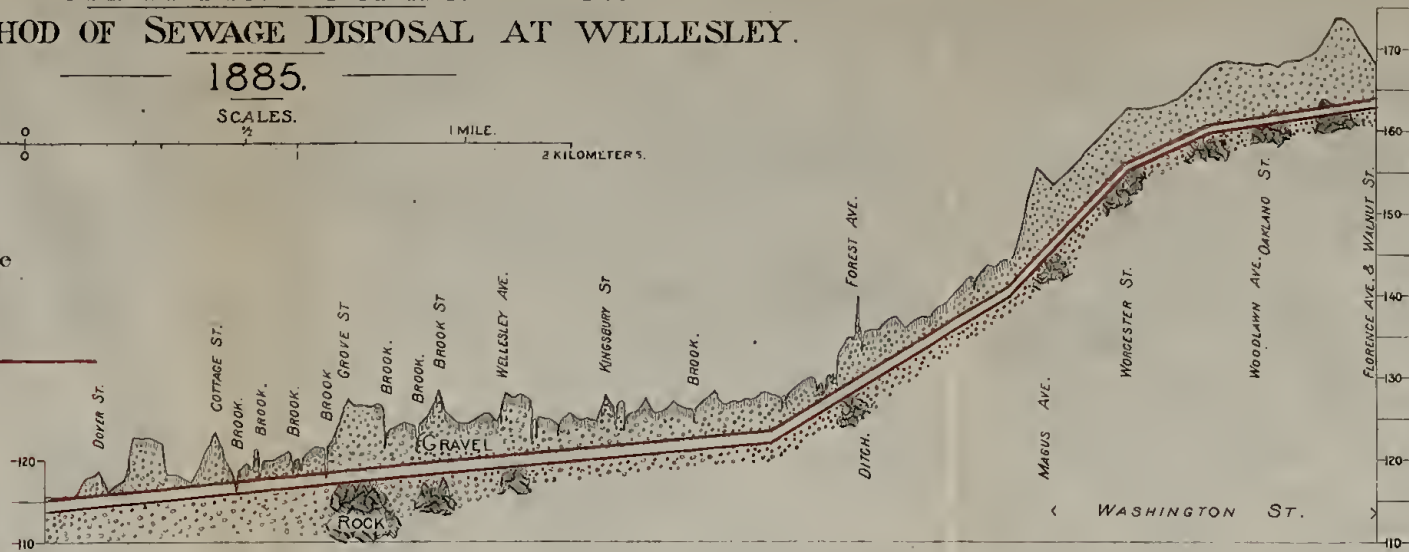 HOD OF SEWAGE DISPOSAL AT WELLESLEY.
1885.
SCALES.
0 ½ 1 MILE.
0 1 2 KILOMETERS.
e
DOVER ST.
COTTAGE ST.
BROOK.
BROOK.
BROOK.
BROOK
GROVE ST
BROOK.
BROOK.
BROOK ST
WELLESLEY AVE.
KINGSBURY ST
BROOK.
FOREST AVE.
DITCH.
MAGUS AVE.
WORCESTER ST.
WOODLAWN AVE.
OAKLAND ST.
FLORENCE AVE. & WALNUT ST.
GRAVEL
ROCK
< WASHINGTON ST. >
120
110
170
160
150
140
130
120
110